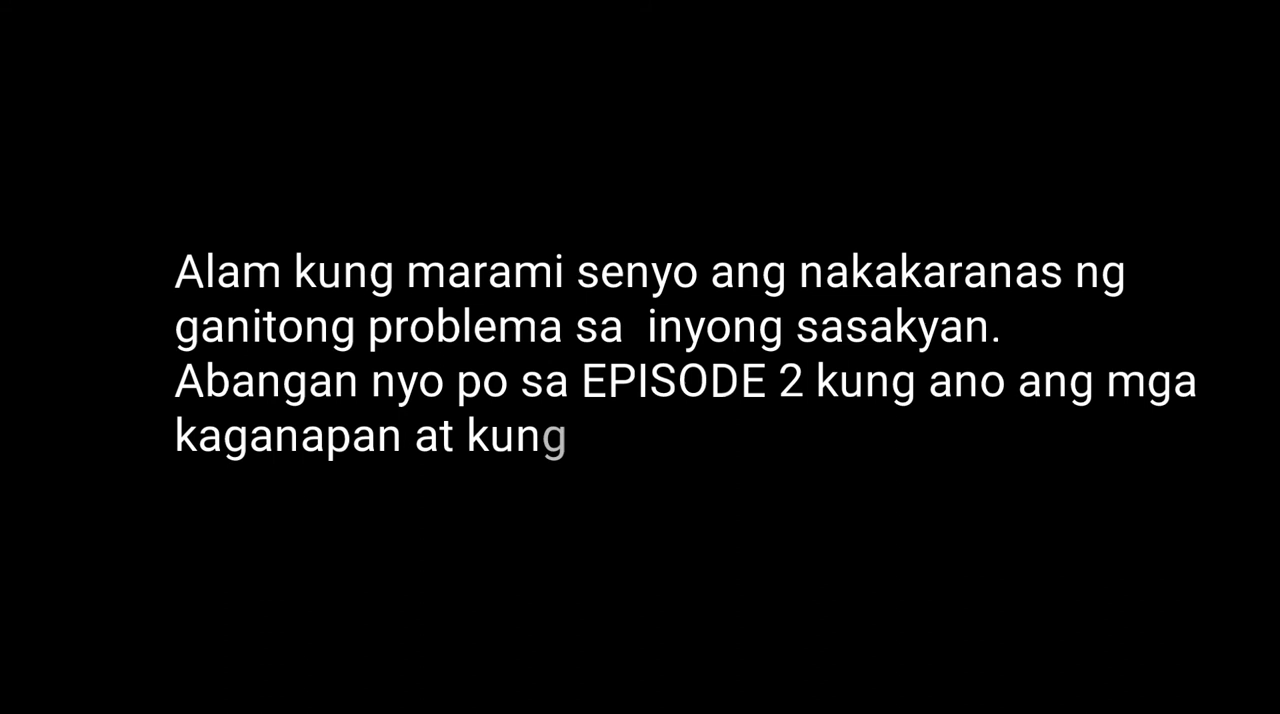 Alam kung marami senyo ang nakakaranas ng
ganitong problema sa  inyong sasakyan.
Abangan nyo po sa EPISODE 2 kung ano ang mga
kaganapan at kung